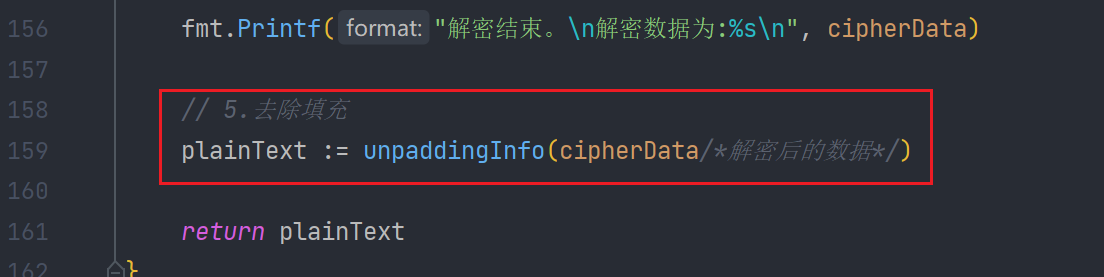 156 fmt.Printf( format: "解密结束。\n解密数据为:%s\n", cipherData)
157
158 // 5.去除填充
159 plainText := unpaddingInfo(cipherData/*解密后的数据*/)
160
161 return plainText
162 }